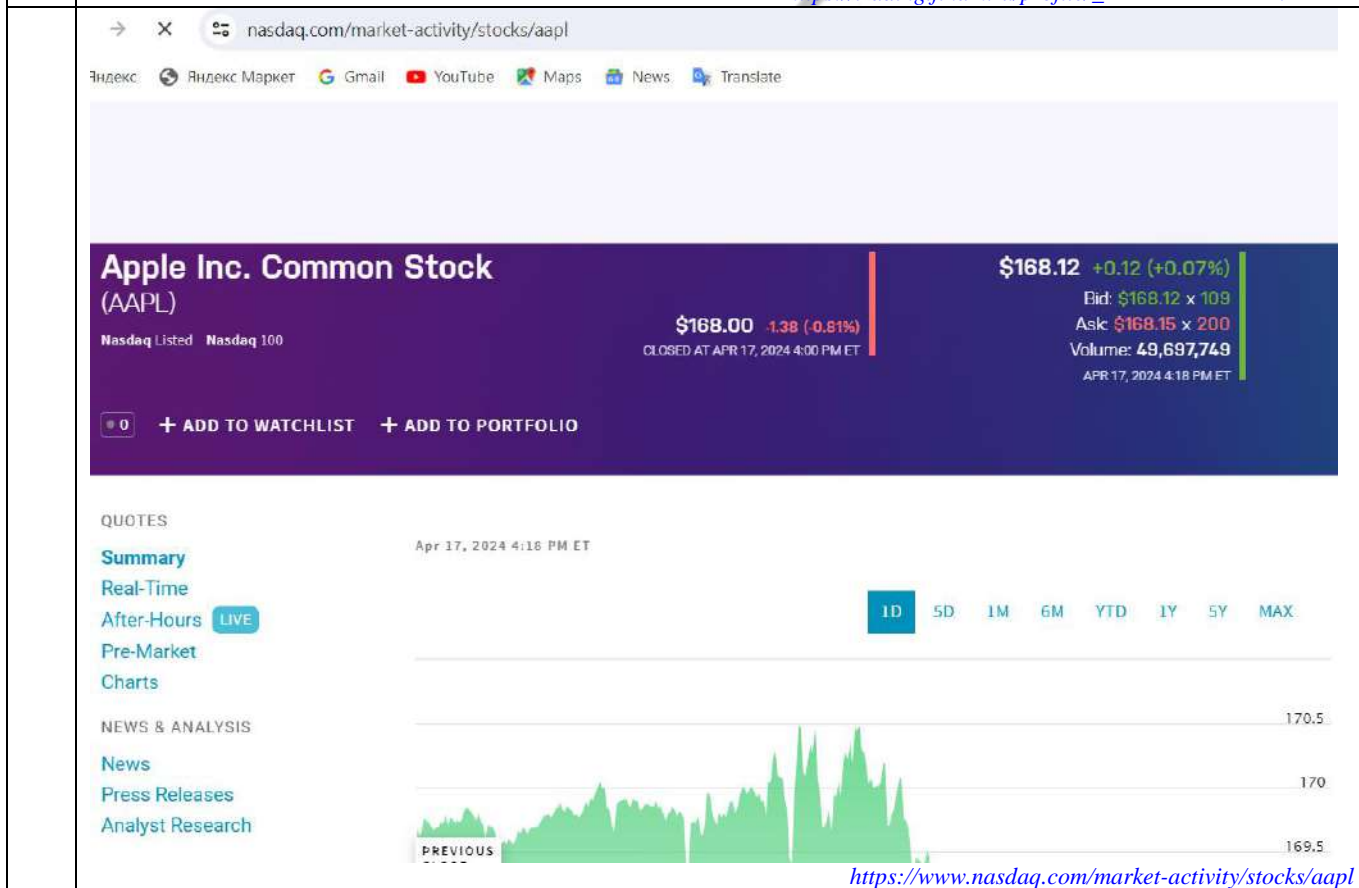 nasdaq.com/market-activity/stocks/aapl
Яндекс Маркет Gmail YouTube Maps News Translate
Apple Inc. Common Stock
(AAPL)
Nasdaq Listed Nasdaq 100
$168.00 -1.38 (-0.81%)
CLOSED AT APR 17, 2024 4:00 PM ET
$168.12 +0.12 (+0.07%)
Bid: $168.12 x 109
Ask: $168.15 x 200
Volume: 49,697,749
APR 17, 2024 4:18 PM ET
0 + ADD TO WATCHLIST + ADD TO PORTFOLIO
QUOTES
Summary
Real-Time
After-Hours LIVE
Pre-Market
Charts
NEWS & ANALYSIS
News
Press Releases
Analyst Research
Apr 17, 2024 4:18 PM ET
1D 5D 1M 6M YTD 1Y 5Y MAX
170.5
170
169.5
PREVIOUS
https://www.nasdaq.com/market-activity/stocks/aapl